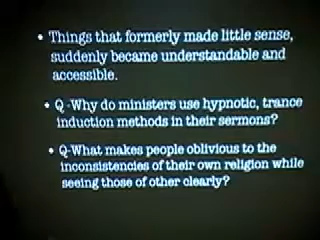 • Things that formerly made little sense,
suddenly became understandable and
accessible.
• Q -Why do ministers use hypnotic, trance
induction methods in their sermons?
• Q-What makes people oblivious to the
inconsistencies of their own religion while
seeing those of other clearly?